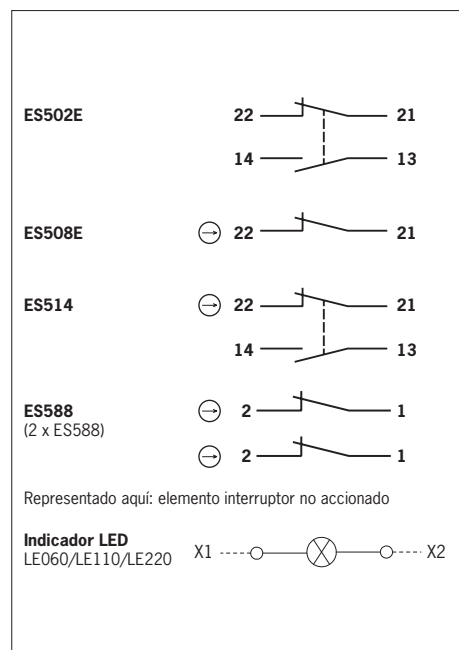 ES502E 22 21
14 13
ES508E 22 21
ES514 22 21
14 13
ES588 2 1
(2 x ES588)
2 1
Representado aquí: elemento interruptor no accionado
Indicador LED
LE060/LE110/LE220 X1 X2